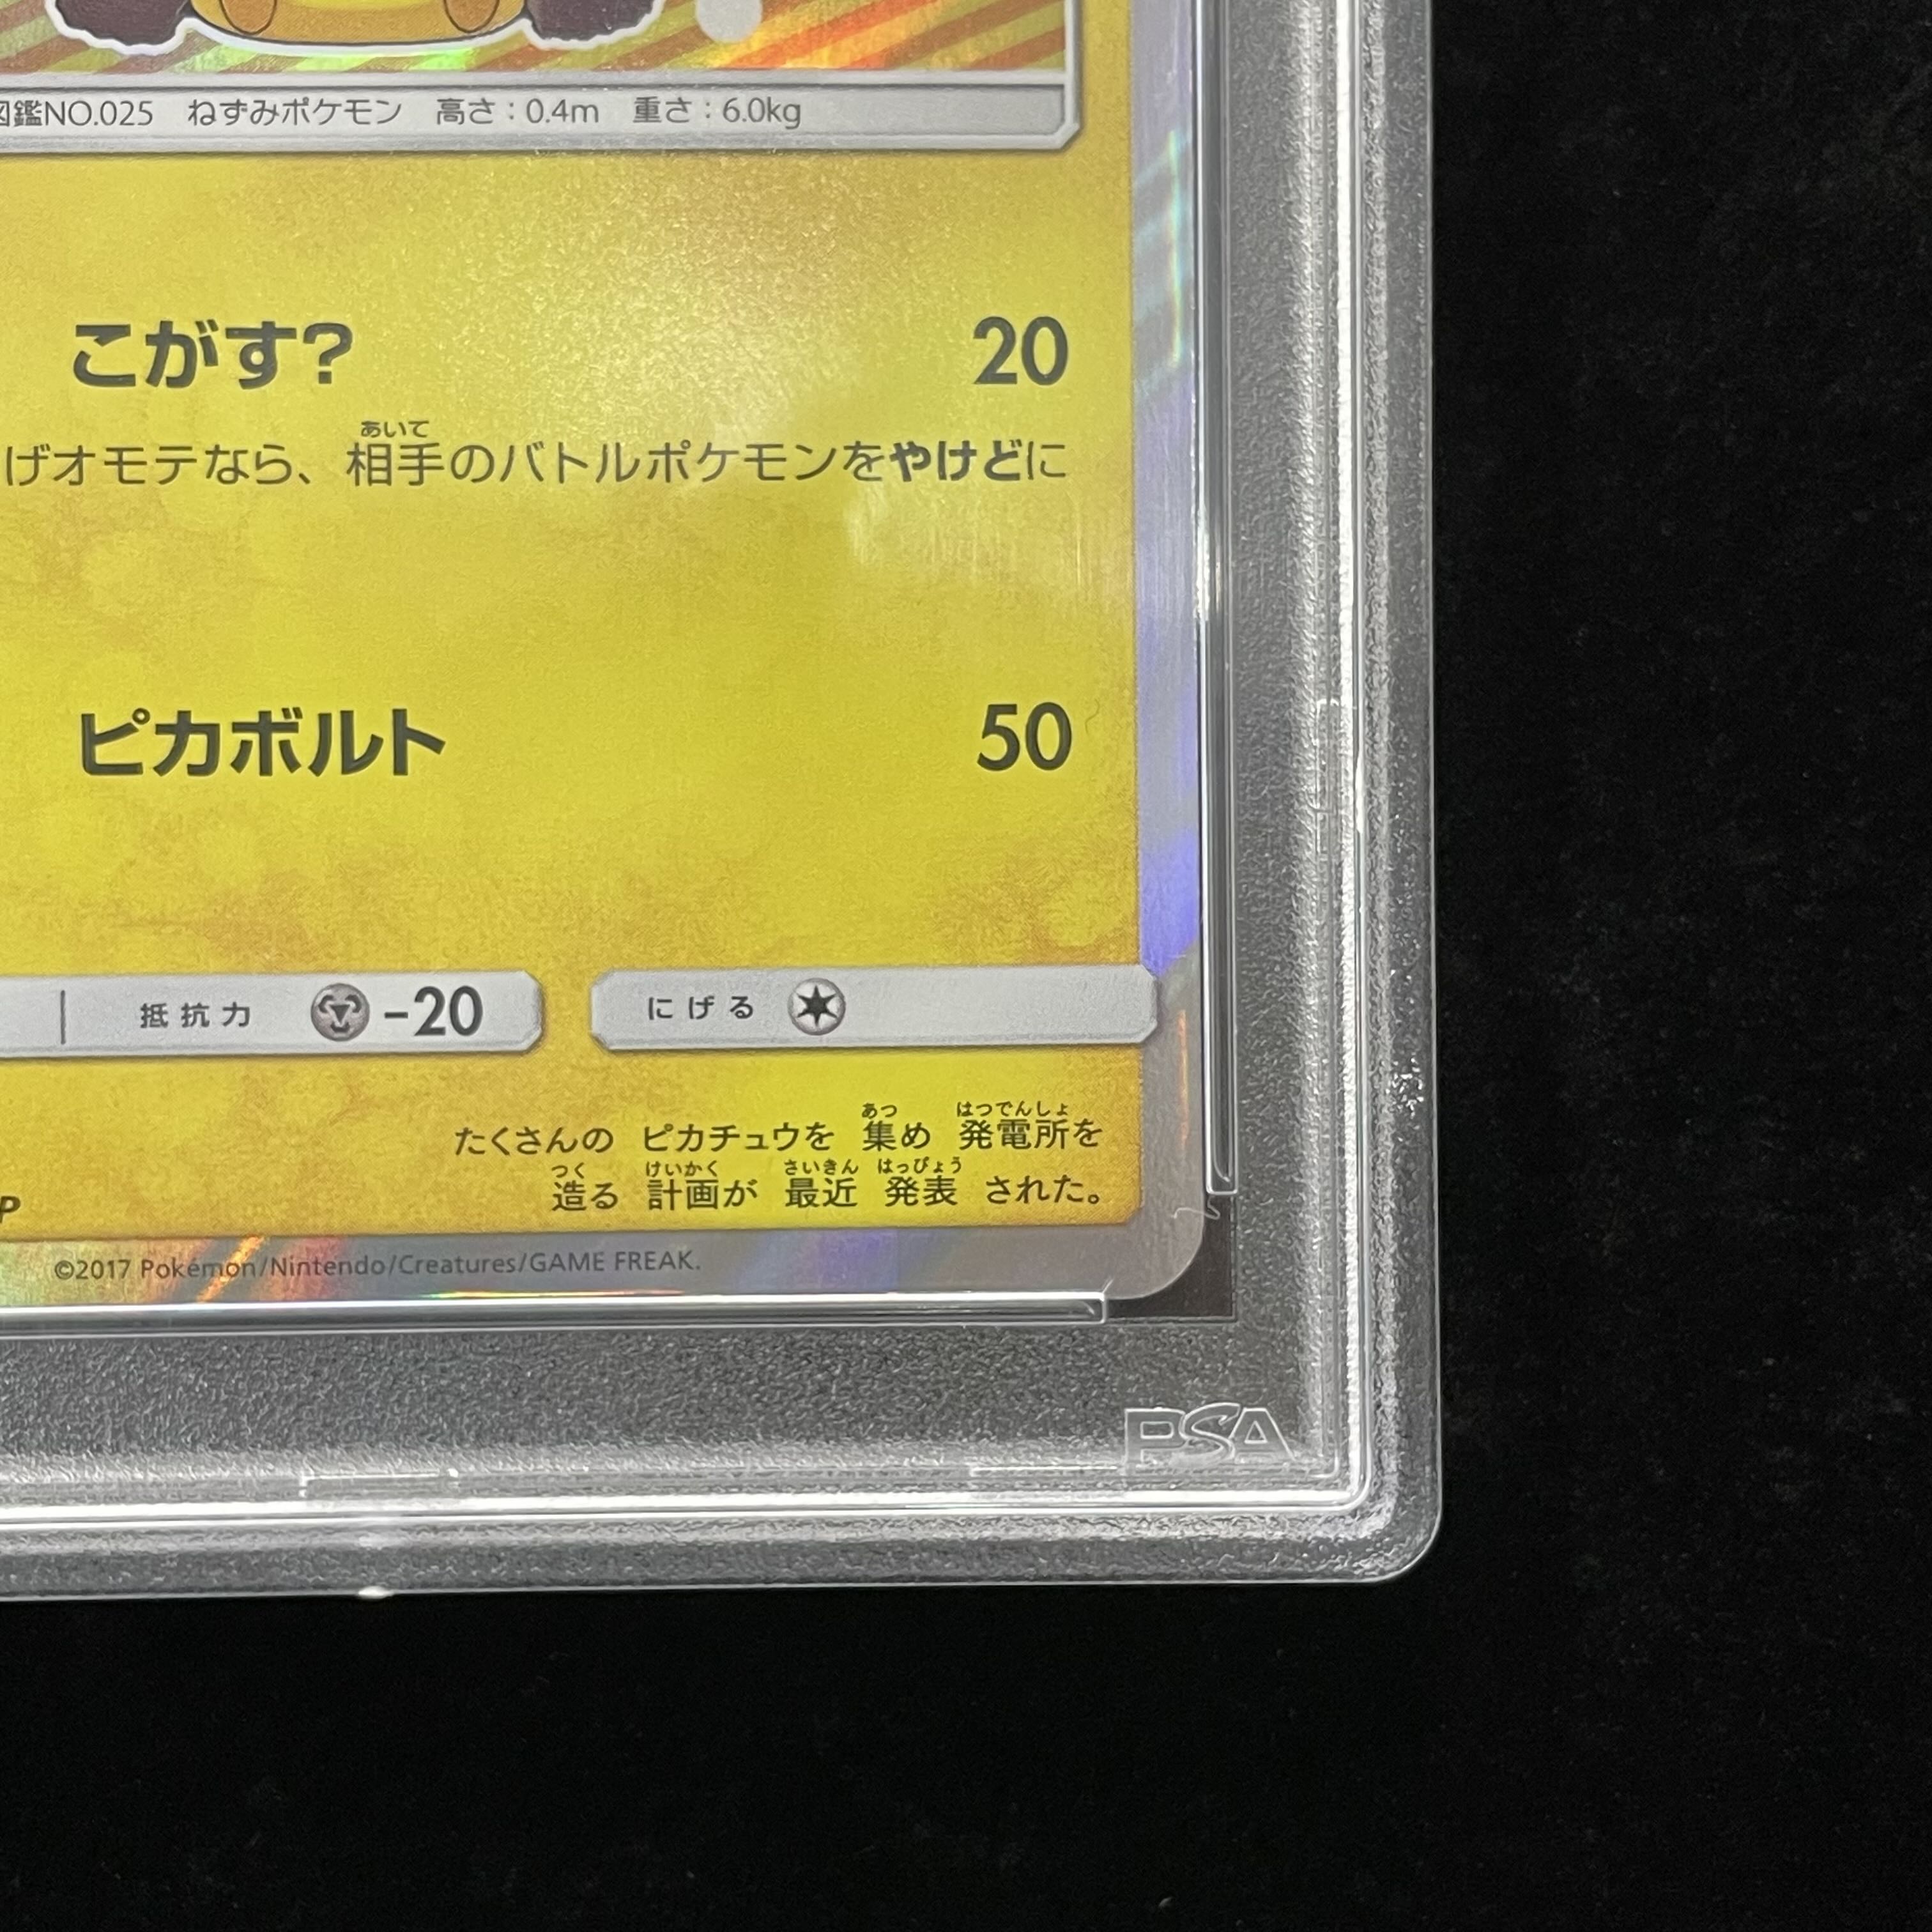 図鑑NO.025 ねずみポケモン 高さ:0.4m 重さ:6.0kg
こがす? 20
あいて
げオモテなら、相手のバトルポケモンをやけどに
ピカボルト 50
抵抗力 -20 にげる
あつ はつでんしょ
たくさんの ピカチュウを 集め 発電所を
つく けいかく さいきん はっぴょう
造る 計画が 最近 発表 された。
P
©2017 Pokémon/Nintendo/Creatures/GAME FREAK.
PSA